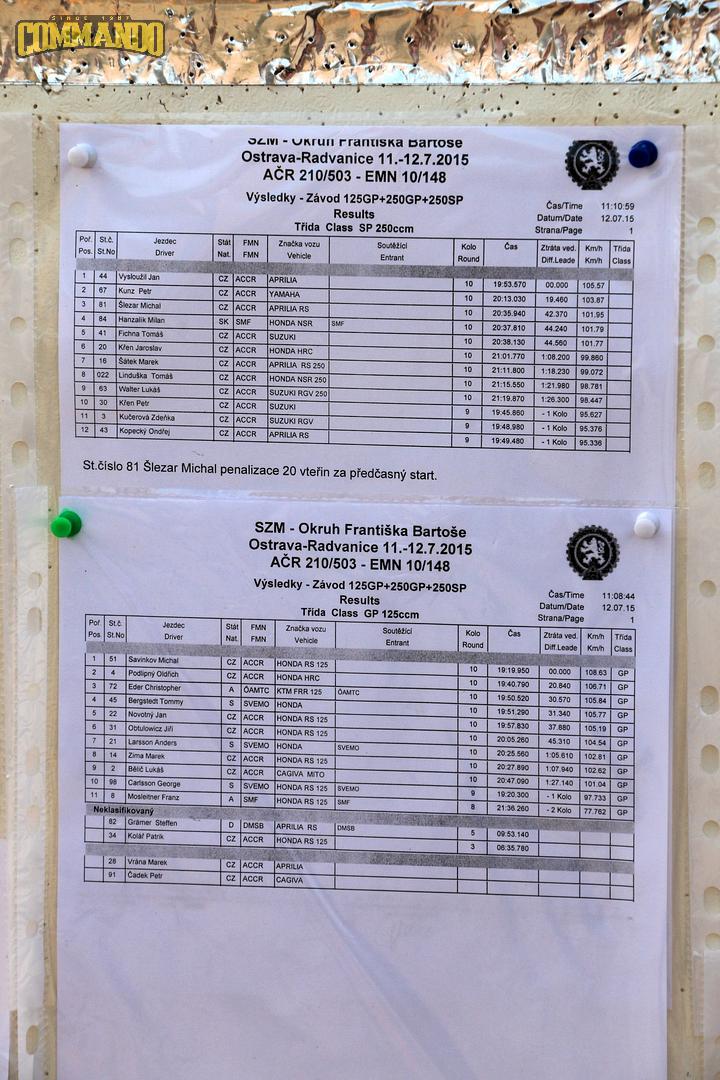 SINCE 1987
COMMANDO
SZM - Okruh Františka Bartoše
Ostrava-Radvanice 11.-12.7.2015
AČR 210/503 - EMN 10/148
Výsledky - Závod 125GP+250GP+250SP
Results
Třída Class SP 250ccm
Čas/Time 11:10:59
Datum/Date 12.07.15
Strana/Page 1
Poř. St.č. Jezdec Stát FMN Značka vozu Soutěžící Kolo Čas Ztráta ved. Km/h Třída
Pos. St.No Driver Nat. FMN Vehicle Entrant Round Diff.Leade Km/h Class
1 44 Vysloužil Jan CZ ACCR APRILIA 10 19:53.570 00.000 105.57
2 67 Kunz Petr CZ ACCR YAMAHA 10 20:13.030 19.460 103.87
3 81 Šlezar Michal CZ ACCR APRILIA RS 10 20:35.940 42.370 101.95
4 84 Hanzalík Milan SK SMF HONDA NSR SMF 10 20:37.810 44.240 101.79
5 41 Fichna Tomáš CZ ACCR SUZUKI 10 20:38.130 44.560 101.77
6 20 Křen Jaroslav CZ ACCR HONDA HRC 10 21:01.770 1:08.200 99.860
7 16 Šátek Marek CZ ACCR APRILIA RS 250 10 21:11.800 1:18.230 99.072
8 022 Linduška Tomáš CZ ACCR HONDA NSR 250 10 21:15.550 1:21.980 98.781
9 63 Walter Lukáš CZ ACCR SUZUKI RGV 250 10 21:19.870 1:26.300 98.447
10 30 Křen Petr CZ ACCR SUZUKI 9 19:45.860 - 1 Kolo 95.627
11 3 Kučerová Zdeňka CZ ACCR SUZUKI RGV 9 19:48.980 - 1 Kolo 95.376
12 43 Kopecký Ondřej CZ ACCR APRILIA RS 9 19:49.480 - 1 Kolo 95.336
St.číslo 81 Šlezar Michal penalizace 20 vteřin za předčasný start.
SZM - Okruh Františka Bartoše
Ostrava-Radvanice 11.-12.7.2015
AČR 210/503 - EMN 10/148
Výsledky - Závod 125GP+250GP+250SP
Results
Třída Class GP 125ccm
Čas/Time 11:08:44
Datum/Date 12.07.15
Strana/Page 1
Poř. St.č. Jezdec Stát FMN Značka vozu Soutěžící Kolo Čas Ztráta ved. Km/h Třída
Pos. St.No Driver Nat. FMN Vehicle Entrant Round Diff.Leade Km/h Class
1 51 Savinkov Michal CZ ACCR HONDA RS 125 10 19:19.950 00.000 108.63 GP
2 4 Podlipný Oldřich CZ ACCR HONDA HRC 10 19:40.790 20.840 106.71 GP
3 72 Eder Christopher A ÖAMTC KTM FRR 125 ÖAMTC 10 19:50.520 30.570 105.84 GP
4 45 Bergstedt Tommy S SVEMO HONDA 10 19:51.290 31.340 105.77 GP
5 22 Novotný Jan CZ ACCR HONDA RS 125 10 19:57.830 37.880 105.19 GP
6 31 Obtulowicz Jiří CZ ACCR HONDA RS 125 10 20:05.260 45.310 104.54 GP
7 21 Larsson Anders S SVEMO HONDA SVEMO 10 20:25.560 1:05.610 102.81 GP
8 14 Zima Marek CZ ACCR HONDA RS 125 10 20:27.890 1:07.940 102.62 GP
9 2 Bělič Lukáš CZ ACCR CAGIVA MITO 10 20:47.090 1:27.140 101.04 GP
10 98 Carlsson George S SVEMO HONDA RS 125 SVEMO 9 19:20.300 - 1 Kolo 97.733 GP
11 8 Mosleitner Franz A SMF HONDA RS 125 SMF 8 21:36.260 - 2 Kolo 77.762 GP
Neklasifikovaný
82 Grämer Steffen D DMSB APRILIA RS DMSB 5 09:53.140
34 Kolář Patrik CZ ACCR HONDA RS 125 3 06:35.780
28 Vrána Marek CZ ACCR APRILIA
91 Čadek Petr CZ ACCR CAGIVA